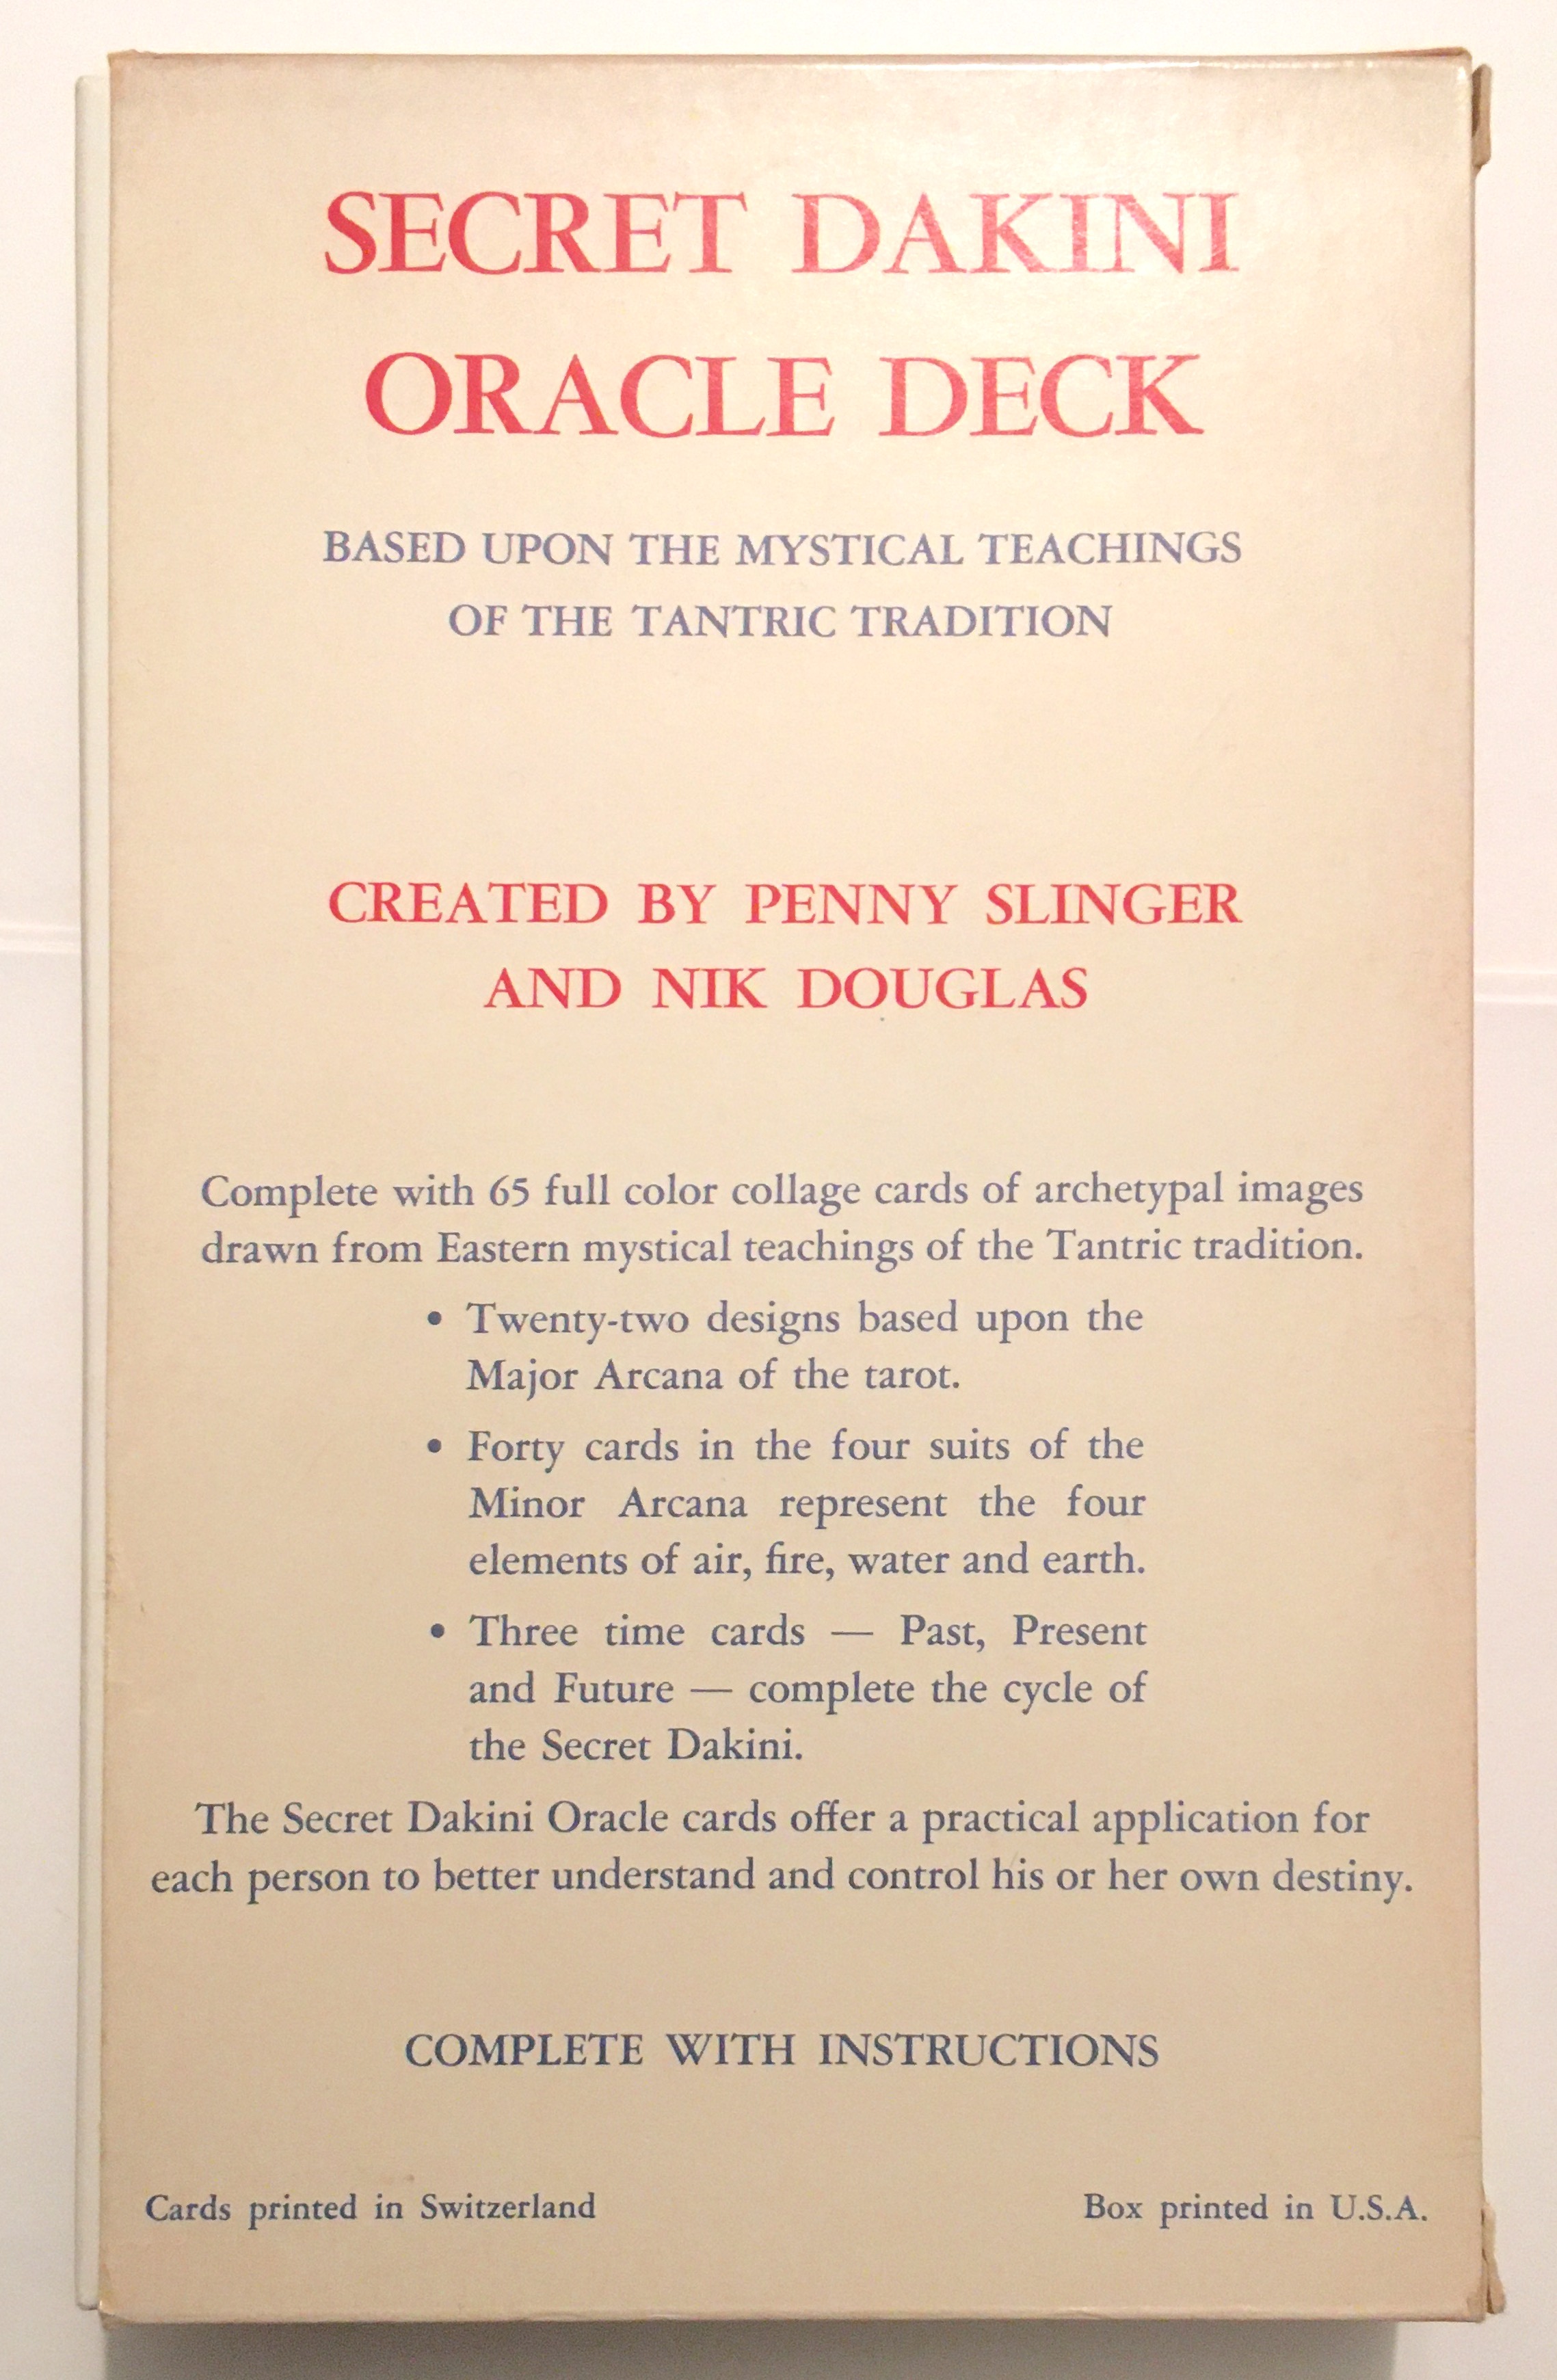 SECRET DAKINI
ORACLE DECK
BASED UPON THE MYSTICAL TEACHINGS
OF THE TANTRIC TRADITION
CREATED BY PENNY SLINGER
AND NIK DOUGLAS
Complete with 65 full color collage cards of archetypal images
drawn from Eastern mystical teachings of the Tantric tradition.
• Twenty-two designs based upon the
Major Arcana of the tarot.
• Forty cards in the four suits of the
Minor Arcana represent the four
elements of air, fire, water and earth.
• Three time cards — Past, Present
and Future — complete the cycle of
the Secret Dakini.
The Secret Dakini Oracle cards offer a practical application for
each person to better understand and control his or her own destiny.
COMPLETE WITH INSTRUCTIONS
Cards printed in Switzerland
Box printed in U.S.A.